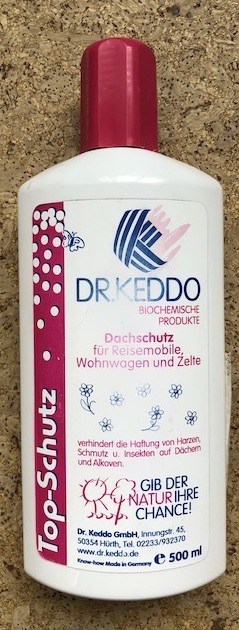 DR.KEDDO
BIOCHEMISCHE
PRODUKTE
Dachschutz
für Reisemobile,
Wohnwagen und Zelte
verhindert die Haftung von Harzen,
Schmutz u. Insekten auf Dächern
und Alkoven.
GIB DER
NATUR IHRE
CHANCE!
Dr. Keddo GmbH, Innungstr. 45,
50354 Hürth, Tel. 02233/932370
www.dr.keddo.de
Know-how Made in Germany
e 500 ml
Top-Schutz